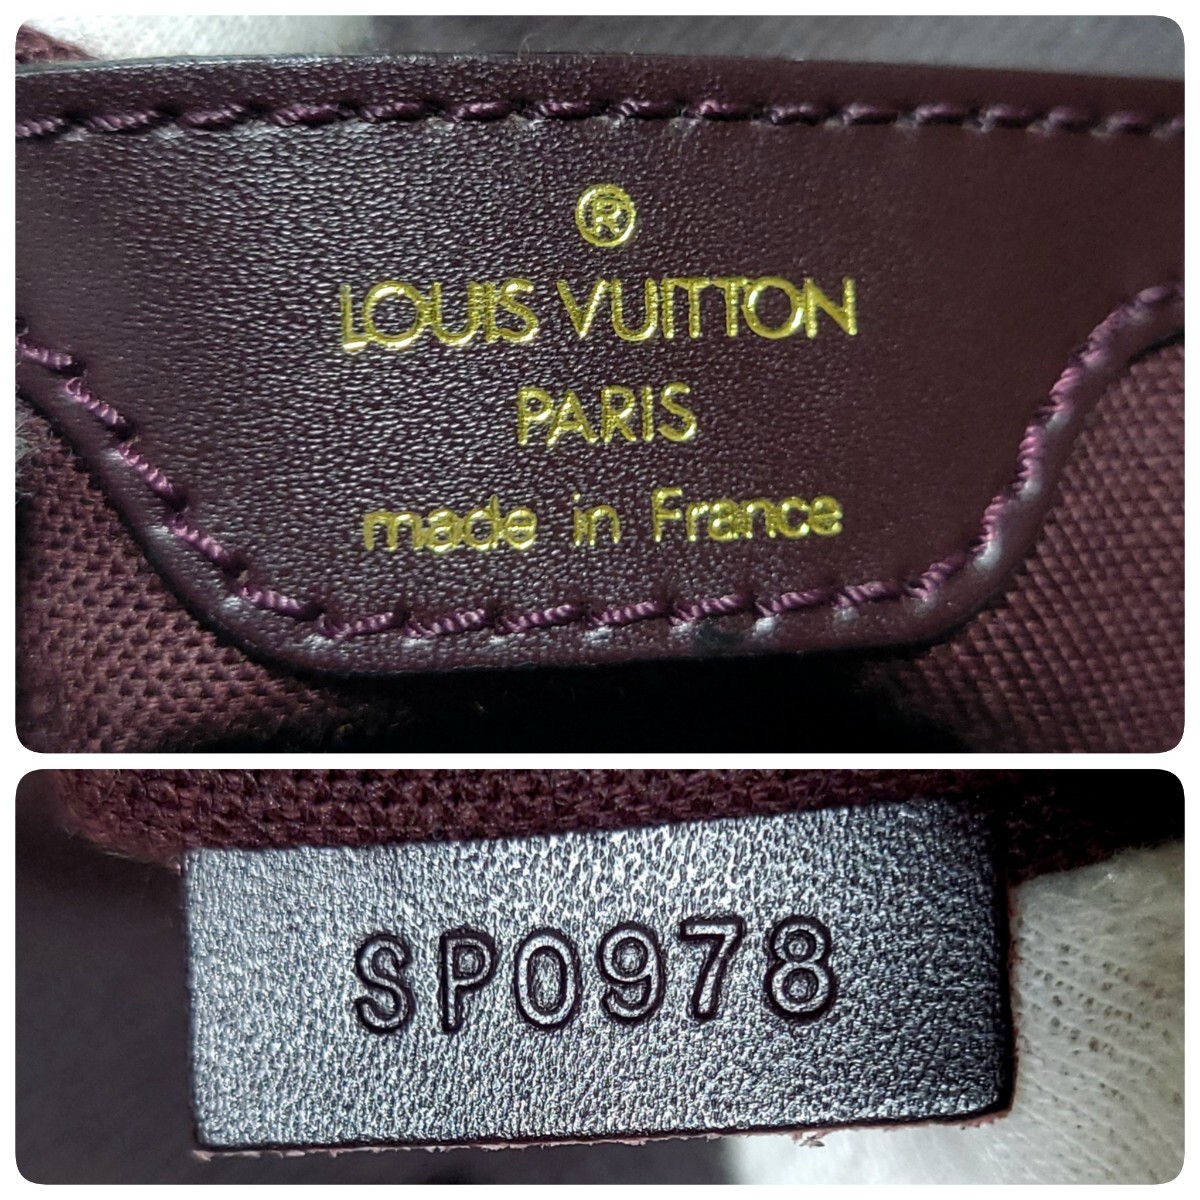 ®
LOUIS VUITTON
PARIS
made in France
SP0978